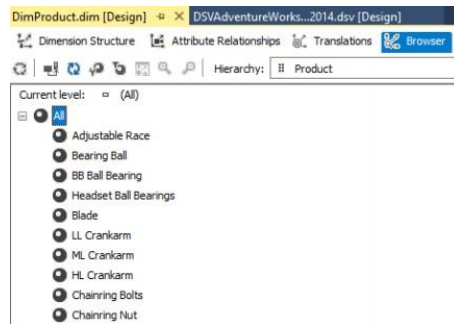 DimProduct.dim [Design] DSVAdventureWorks...2014.dsv [Design]
Dimension Structure Attribute Relationships Translations Browser
Hierarchy: Product
Current level: (All)
All
Adjustable Race
Bearing Ball
BB Ball Bearing
Headset Ball Bearings
Blade
LL Crankarm
ML Crankarm
HL Crankarm
Chainring Bolts
Chainring Nut